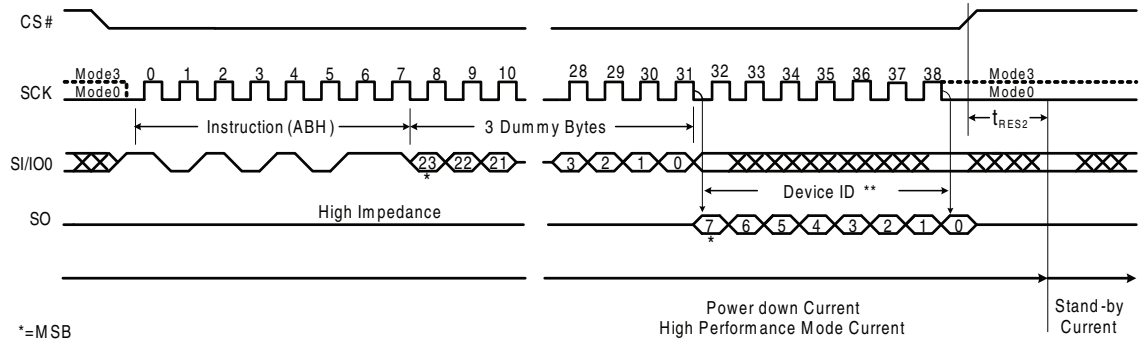 CS#
SCK
Mode3
Mode0
0 1 2 3 4 5 6 7 8 9 10
28 29 30 31 32 33 34 35 36 37 38
Mode3
Mode0
Instruction (ABH)
3 Dummy Bytes
tRES2
SI/IO0
23 22 21
*
3 2 1 0
Device ID **
SO
High Impedance
7 6 5 4 3 2 1 0
*
Power down Current
High Performance Mode Current
Stand-by
Current
*=MSB